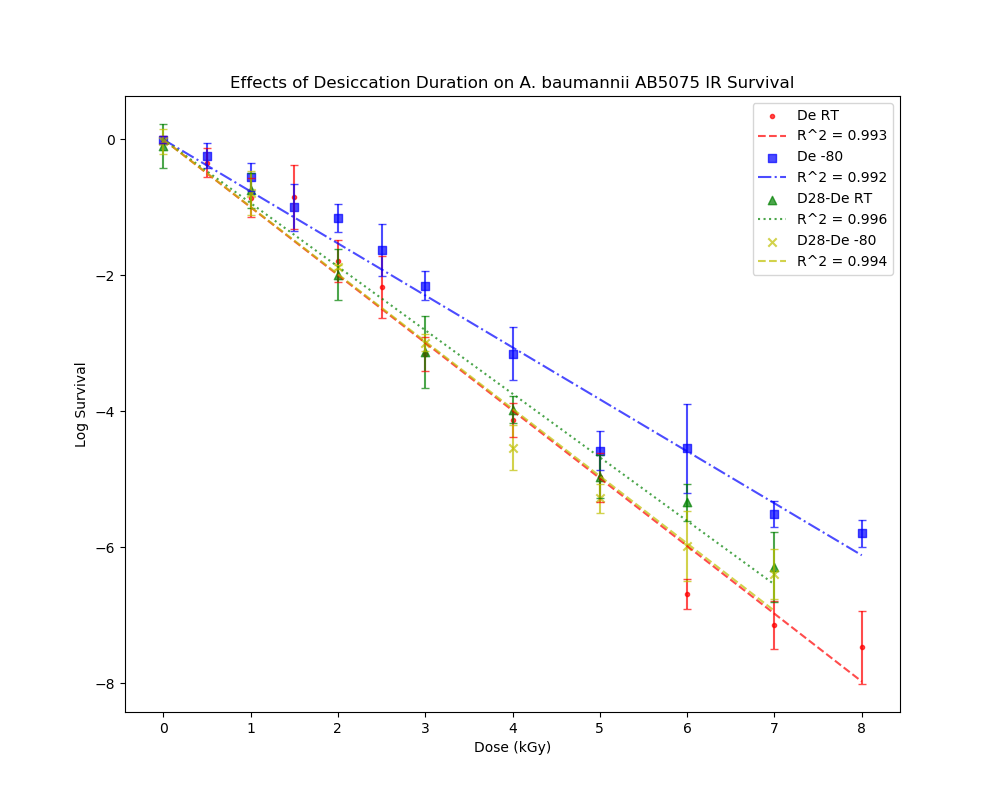 Effects of Desiccation Duration on A. baumannii AB5075 IR Survival
De RT
R^2 = 0.993
De -80
R^2 = 0.992
D28-De RT
R^2 = 0.996
D28-De -80
R^2 = 0.994
Log Survival
0
−2
−4
−6
−8
0 1 2 3 4 5 6 7 8
Dose (kGy)